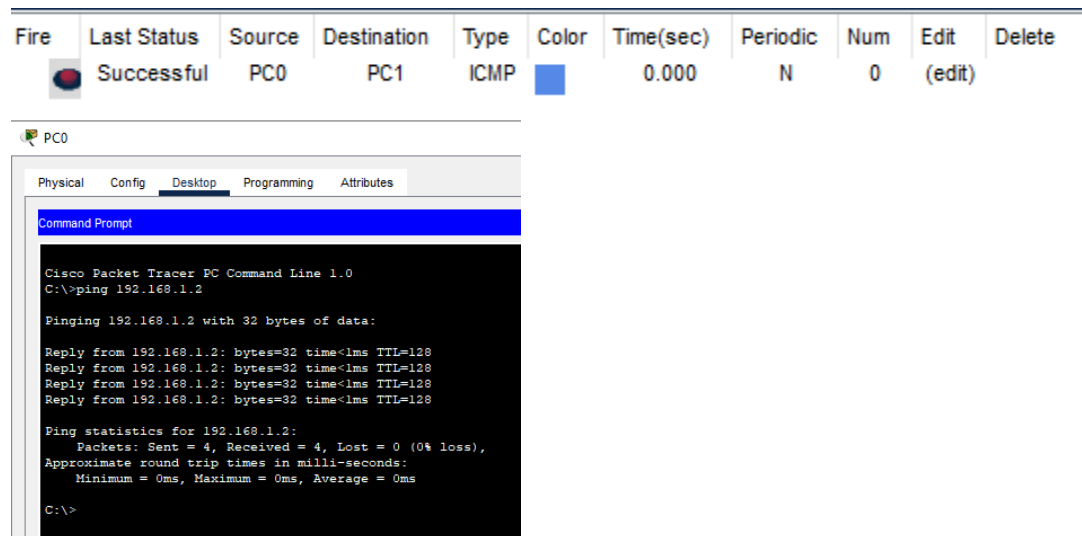 Fire Last Status Source Destination Type Color Time(sec) Periodic Num Edit Delete
Successful PC0 PC1 ICMP 0.000 N 0 (edit)
PC0
Physical Config Desktop Programming Attributes
Command Prompt
Cisco Packet Tracer PC Command Line 1.0
C:\>ping 192.168.1.2
Pinging 192.168.1.2 with 32 bytes of data:
Reply from 192.168.1.2: bytes=32 time<1ms TTL=128
Reply from 192.168.1.2: bytes=32 time<1ms TTL=128
Reply from 192.168.1.2: bytes=32 time<1ms TTL=128
Reply from 192.168.1.2: bytes=32 time<1ms TTL=128
Ping statistics for 192.168.1.2:
Packets: Sent = 4, Received = 4, Lost = 0 (0% loss),
Approximate round trip times in milli-seconds:
Minimum = 0ms, Maximum = 0ms, Average = 0ms
C:\>